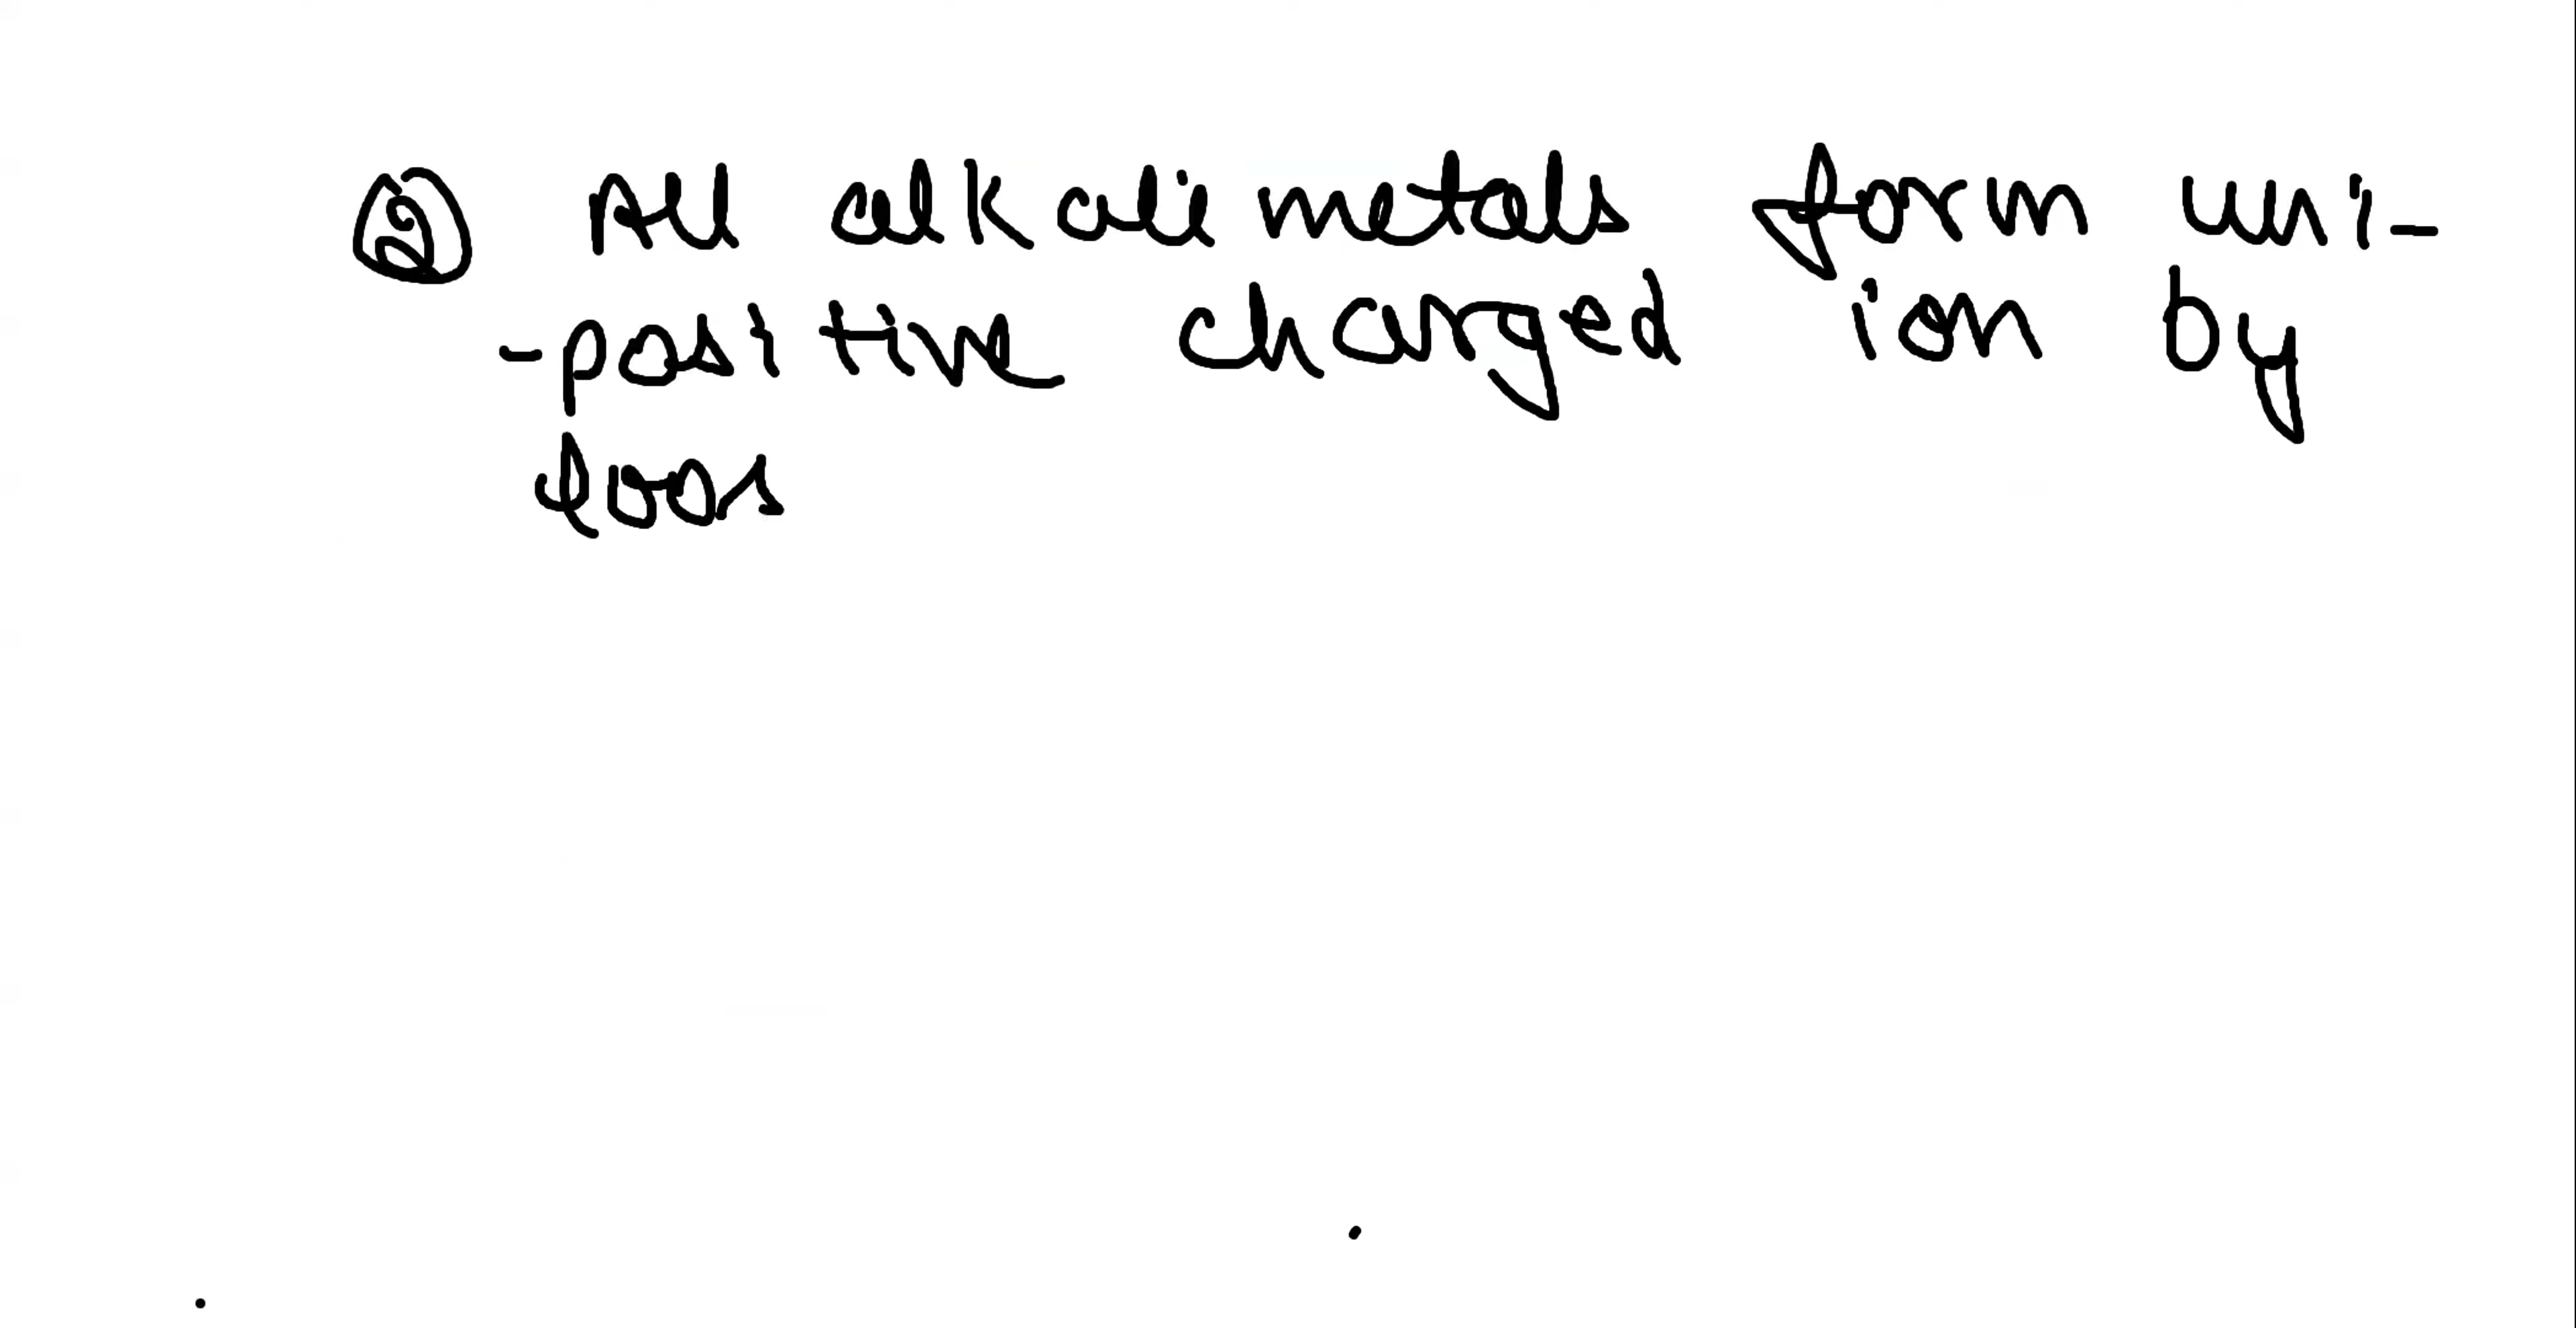 ② All alkali metals form uni-
-positive charged ion by
loos